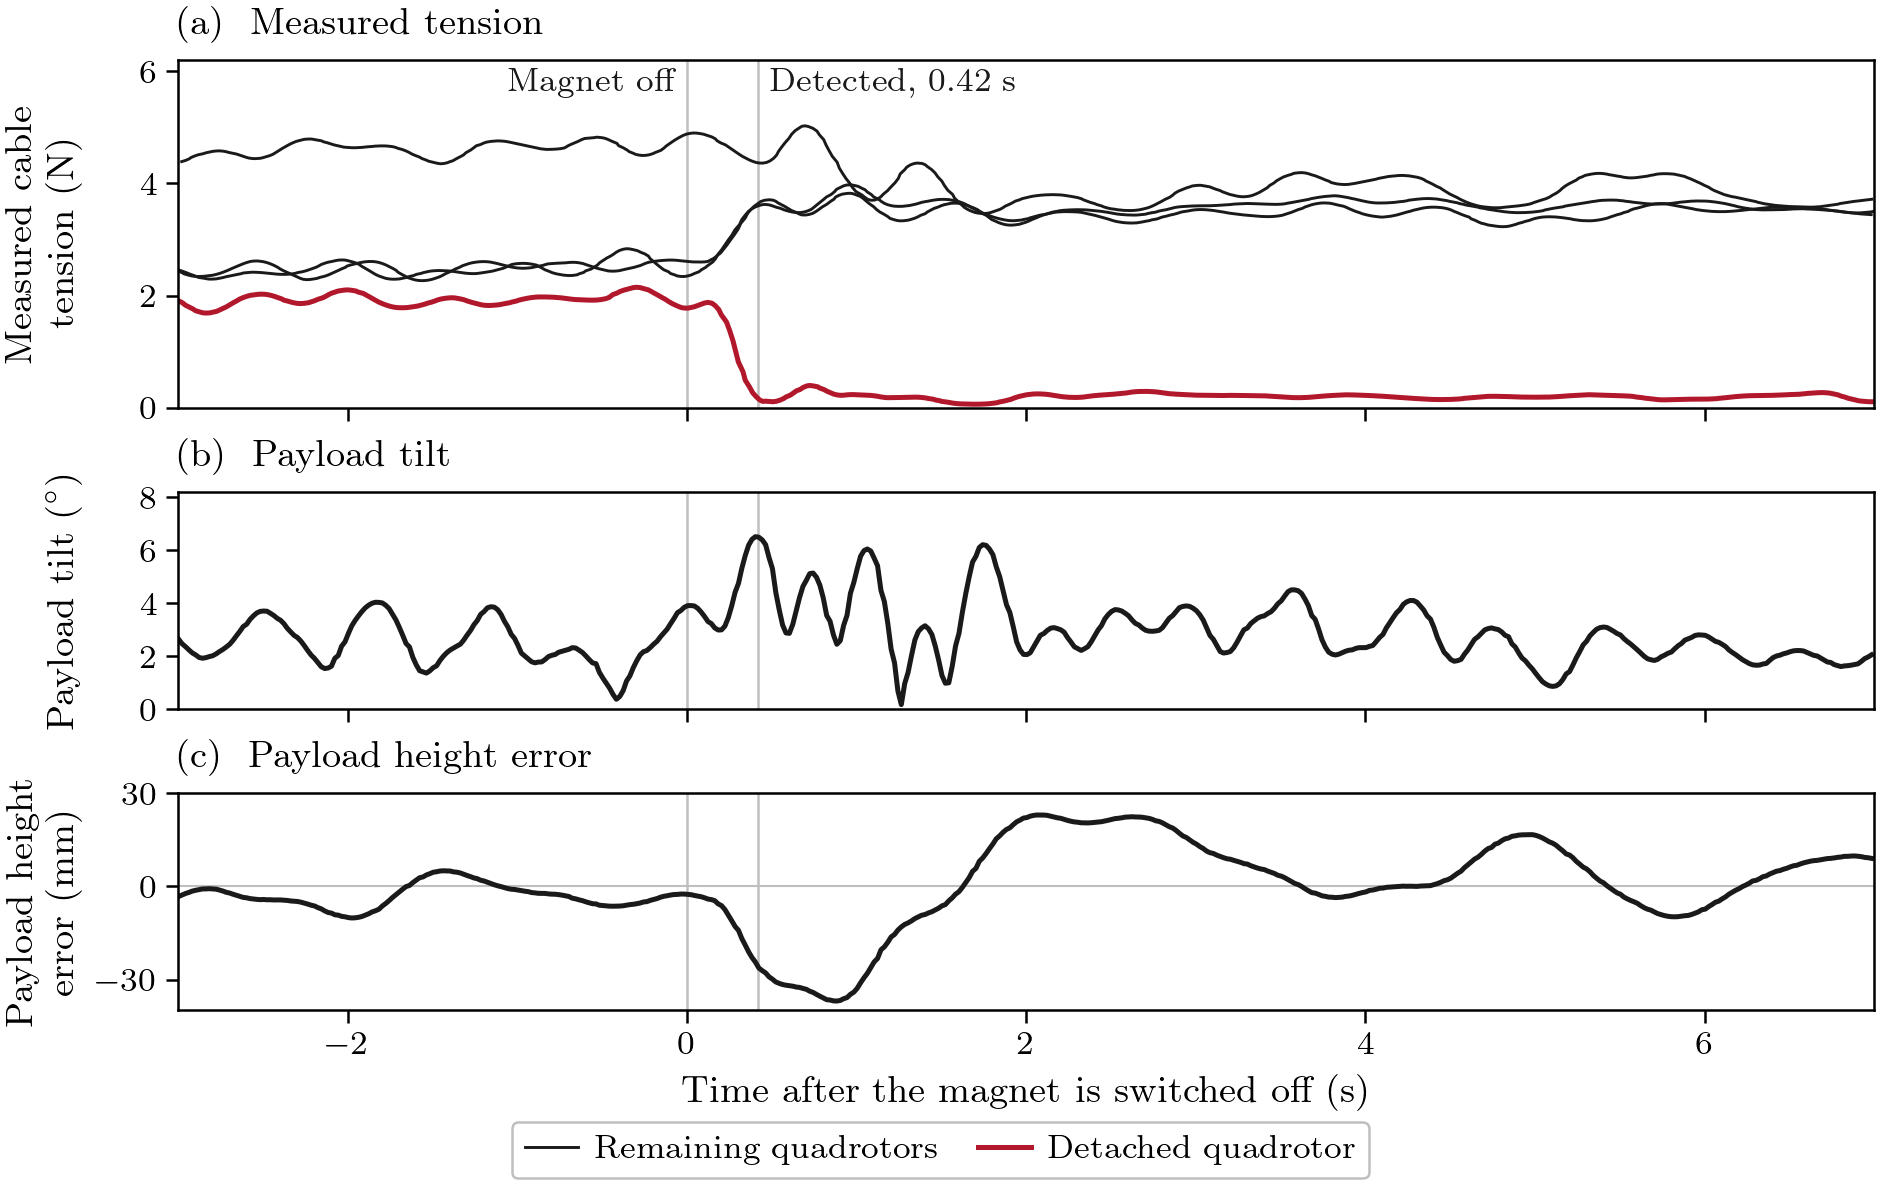 (a) Measured tension
Measured cable
tension (N)
6
4
2
0
Magnet off
Detected, 0.42 s
(b) Payload tilt
Payload tilt (°)
8
6
4
2
0
(c) Payload height error
Payload height
error (mm)
30
0
−30
−2 0 2 4 6
Time after the magnet is switched off (s)
Remaining quadrotors
Detached quadrotor